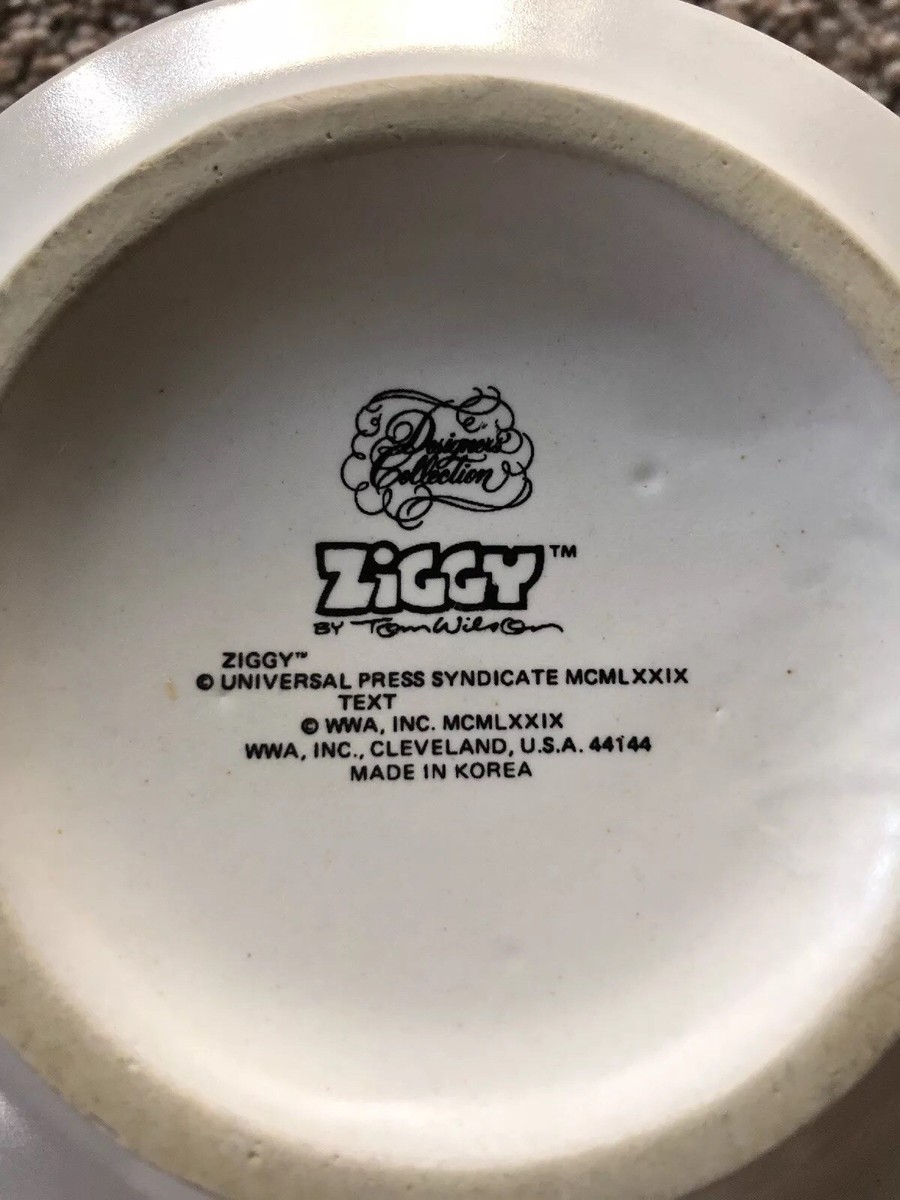 Designers'
Collection
ZiGGY™
BY Tom Wilson
ZIGGY™
© UNIVERSAL PRESS SYNDICATE MCMLXXIX
TEXT
© WWA, INC. MCMLXXIX
WWA, INC., CLEVELAND, U.S.A. 44144
MADE IN KOREA